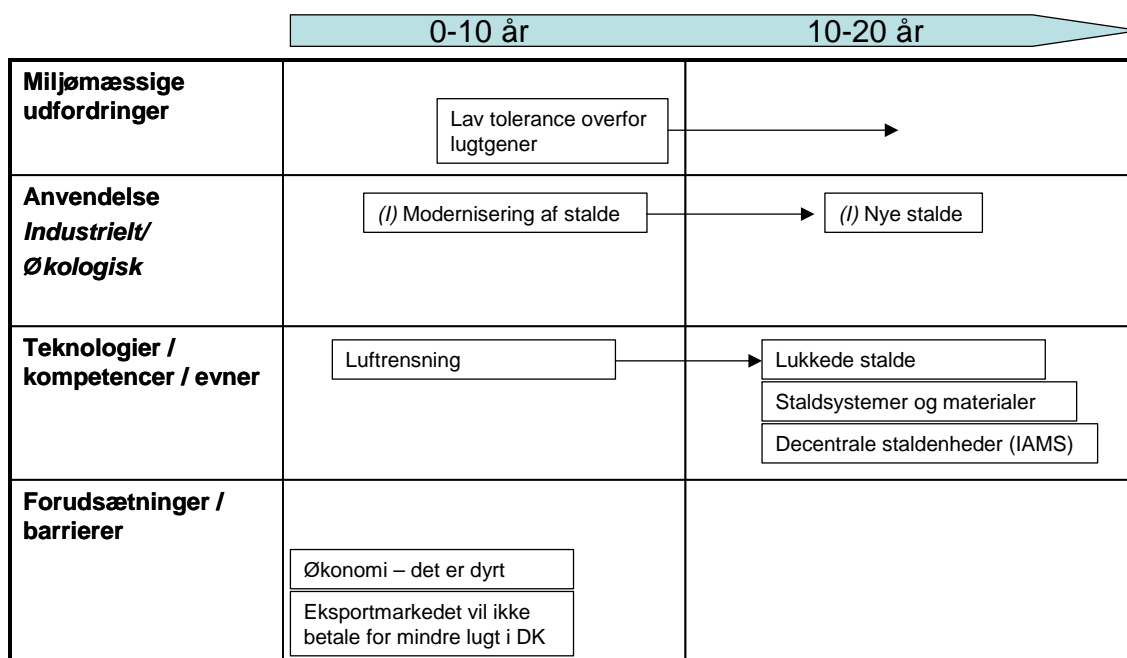 0-10 år
10-20 år
Miljømæssige
udfordringer
Lav tolerance overfor
lugtgener
Anvendelse
Industrielt/
Økologisk
(I) Modernisering af stalde
(I) Nye stalde
Teknologier /
kompetencer / evner
Luftrensning
Lukkede stalde
Staldsystemer og materialer
Decentrale staldenheder (IAMS)
Forudsætninger /
barrierer
Økonomi – det er dyrt
Eksportmarkedet vil ikke
betale for mindre lugt i DK